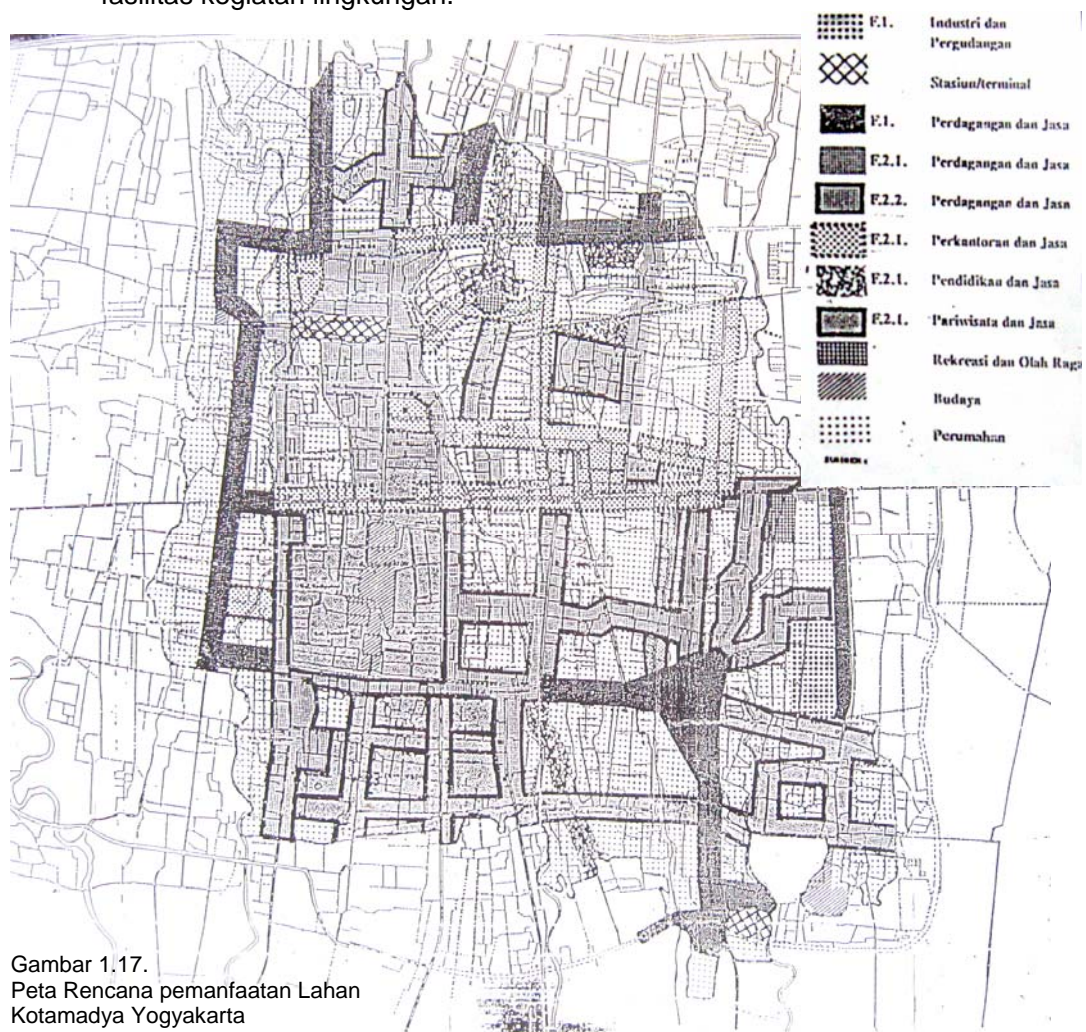 fasilitas kegiatan lingkungan.
F.1. Industri dan
Pergudangan
Stasiun/terminal
F.1. Perdagangan dan Jasa
F.2.1. Perdagangan dan Jasa
F.2.2. Perdagangan dan Jasa
F.2.1. Perkantoran dan Jasa
F.2.1. Pendidikan dan Jasa
F.2.1. Pariwisata dan Jasa
Rekreasi dan Olah Raga
Budaya
Perumahan
Gambar 1.17.
Peta Rencana pemanfaatan Lahan
Kotamadya Yogyakarta